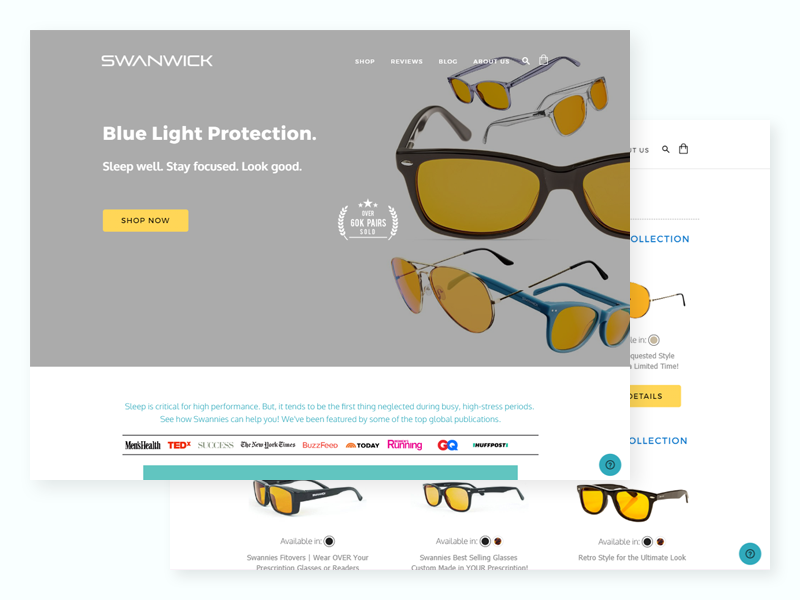 SWANWICK
SHOP REVIEWS BLOG ABOUT US
Blue Light Protection.
Sleep well. Stay focused. Look good.
SHOP NOW
OVER
60K PAIRS
SOLD
Sleep is critical for high performance. But, it tends to be the first thing neglected during busy, high-stress periods.
See how Swannies can help you! We've been featured by some of the top global publications.
Men'sHealth TEDx SUCCESS The New York Times BuzzFeed TODAY Running GQ HUFFPOST
UT US
OLLECTION
le in:
quested Style
Limited Time!
DETAILS
OLLECTION
Available in:
Swannies Fitovers | Wear OVER Your
Prescription Glasses or Readers
Available in:
Swannies Best Selling Glasses
Custom Made in YOUR Prescription!
Available in:
Retro Style for the Ultimate Look